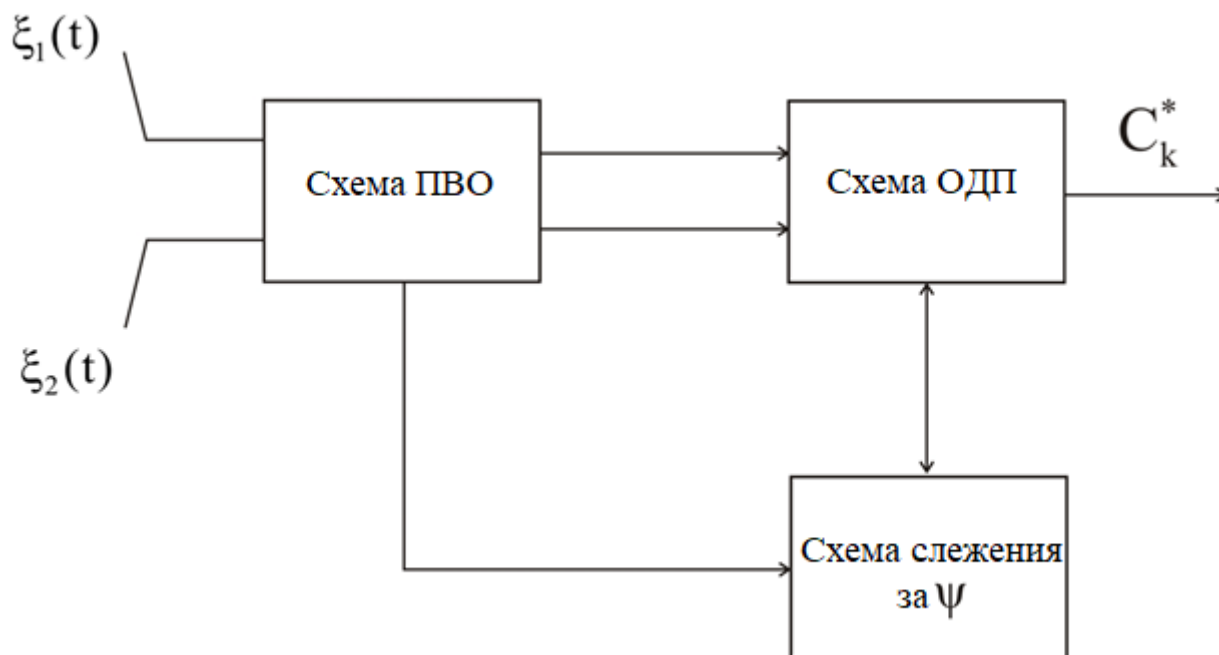 ξ₁(t)
Схема ПВО
Схема ОДП
C*ₖ
ξ₂(t)
Схема слежения
за ψ